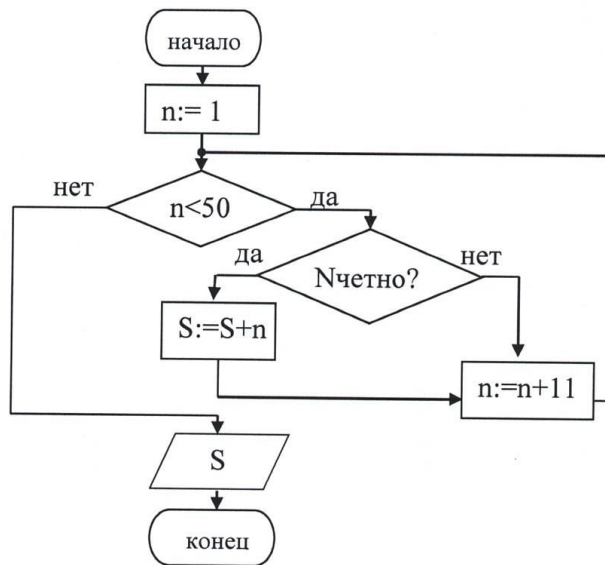 начало
n:= 1
нет
n<50
да
да
Nчетно?
нет
S:=S+n
n:=n+11
S
конец